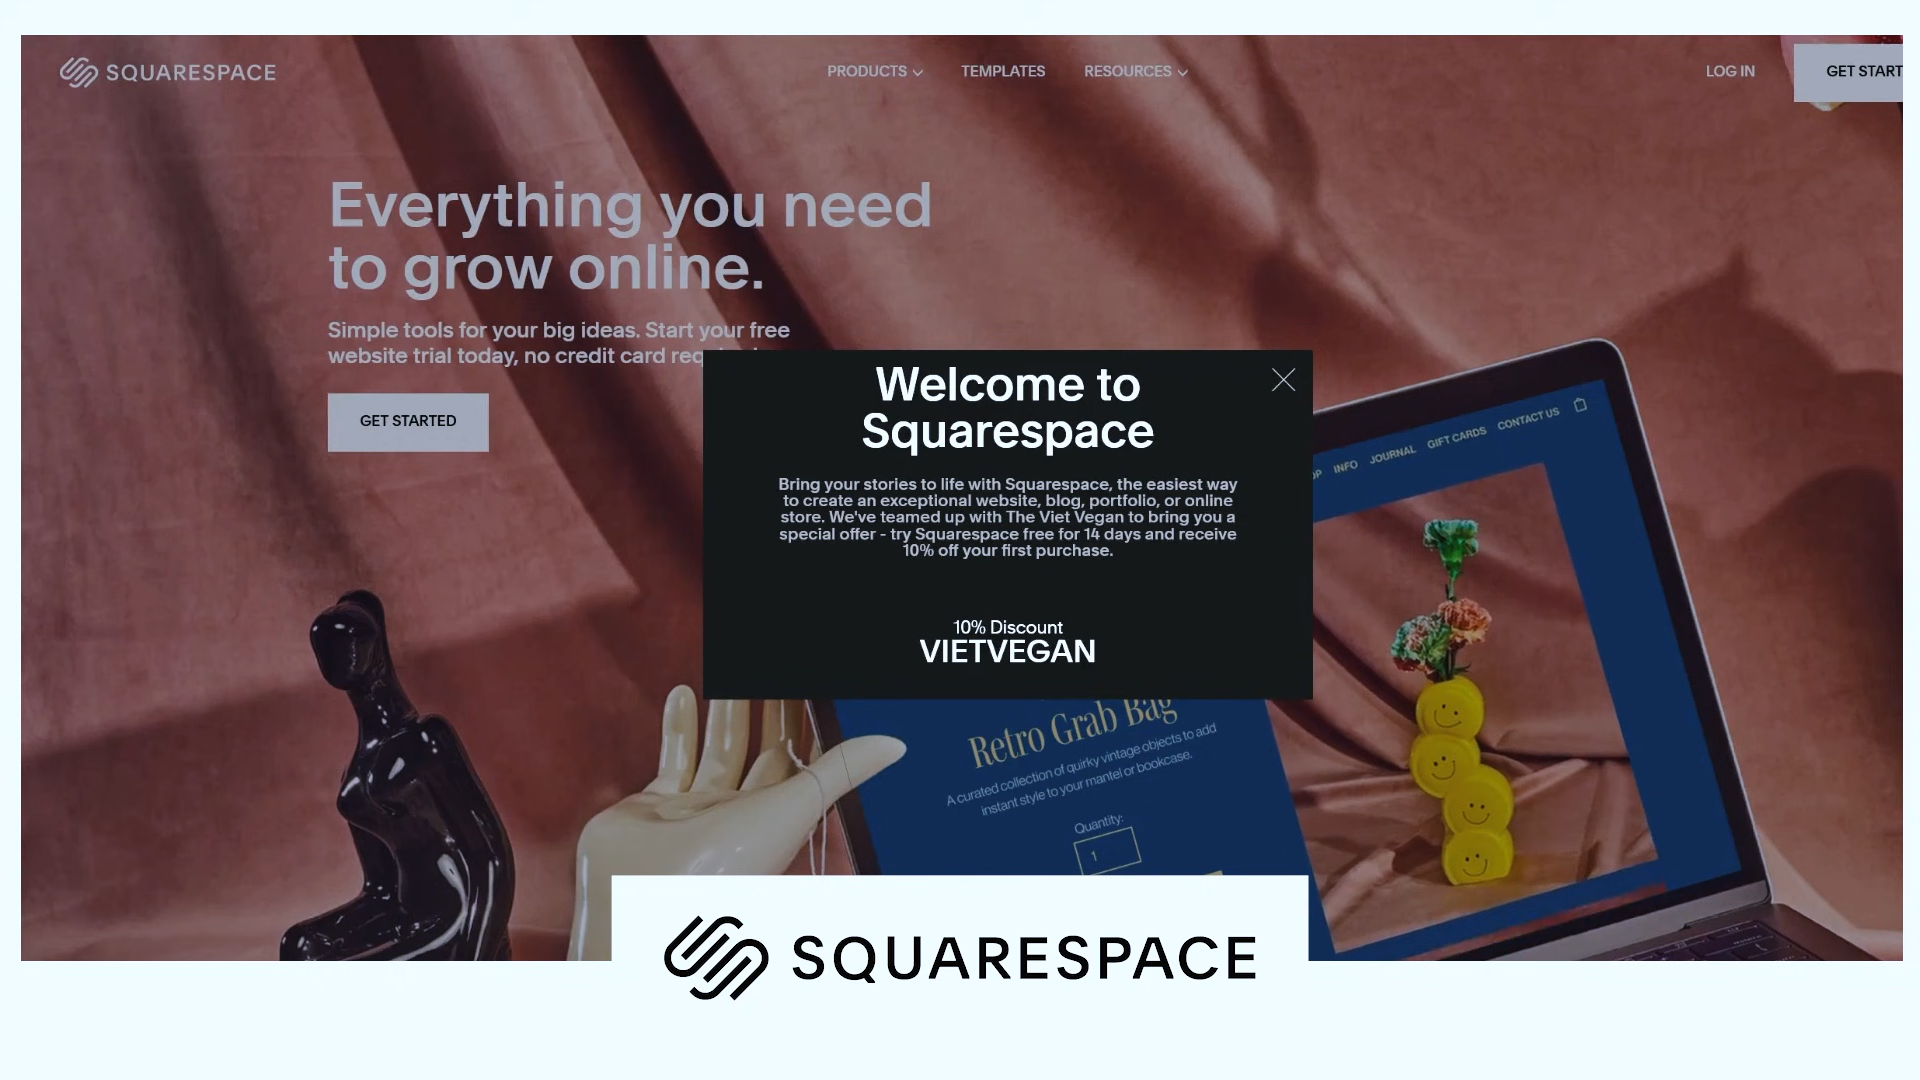 SQUARESPACE
PRODUCTS
TEMPLATES
RESOURCES
LOG IN
GET START
Everything you need
to grow online.
Simple tools for your big ideas. Start your free
website trial today, no credit card
GET STARTED
Welcome to
Squarespace
Bring your stories to life with Squarespace, the easiest way
to create an exceptional website, blog, portfolio, or online
store. We've teamed up with The Viet Vegan to bring you a
special offer - try Squarespace free for 14 days and receive
10% off your first purchase.
10% Discount
VIETVEGAN
INFO
JOURNAL
GIFT CARDS
CONTACT US
Retro Grab Bag
A curated collection of quirky vintage objects to add
instant style to your mantel or bookcase.
Quantity:
1
SQUARESPACE